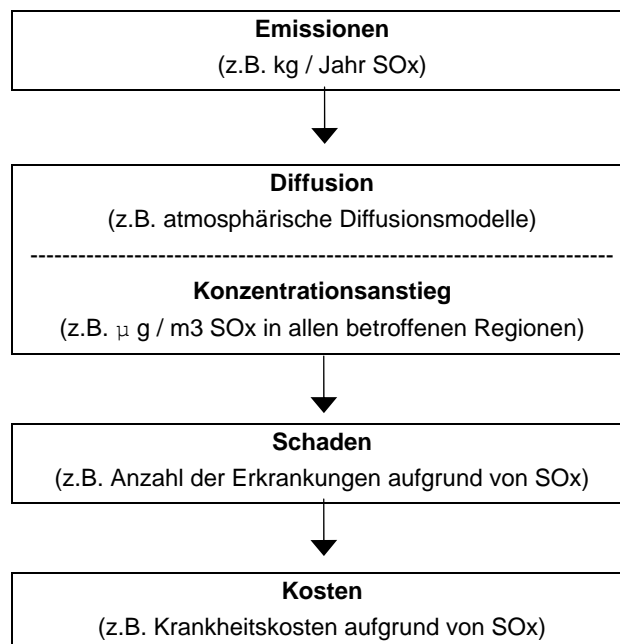 Emissionen
(z.B. kg / Jahr SOx)
Diffusion
(z.B. atmosphärische Diffusionsmodelle)
Konzentrationsanstieg
(z.B. μ g / m3 SOx in allen betroffenen Regionen)
Schaden
(z.B. Anzahl der Erkrankungen aufgrund von SOx)
Kosten
(z.B. Krankheitskosten aufgrund von SOx)